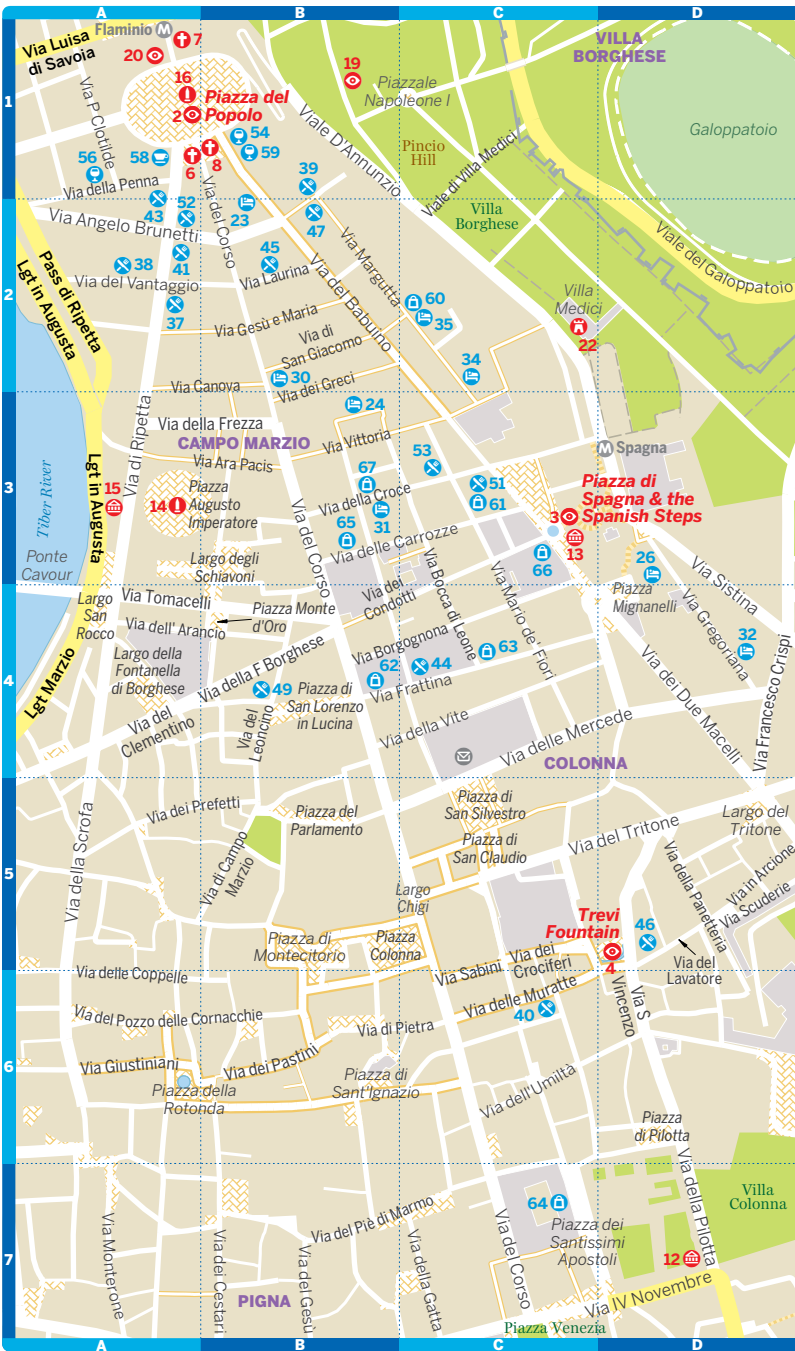 A
B
C
D
Flaminio M
7
Via Luisa
di Savoia
20
16
Piazza del
Popolo
2
19
Piazzale
Napoleone I
VILLA
BORGHESE
Galoppatoio
1
Via P Clotilde
56
58
6
8
54
59
Viale D'Annunzio
Pincio
Hill
Viale di Villa Medici
Via della Penna
39
43
52
Via del Corso
23
47
Villa
Borghese
Via Angelo Brunetti
38
41
45
Via Margutta
Viale del Galoppatoio
Pass di Ripetta
Lgt in Augusta
Via del Vantaggio
Via Laurina
Via del Babuino
2
37
60
35
Villa
Medici
22
Via Gesù e Maria
Via di
San Giacomo
34
30
Via dei Greci
Via Canova
24
Via di Ripetta
Via della Frezza
CAMPO MARZIO
Via Vittoria
53
M Spagna
Via Ara Pacis
67
51
61
Piazza di
Spagna & the
Spanish Steps
3
3
13
Tiber River
Lgt in Augusta
15
14
Piazza
Augusto
Imperatore
Via della Croce
31
65
Via del Corso
Via delle Carrozze
66
26
Ponte
Cavour
Largo degli
Schiavoni
Via dei
Condotti
Via Bocca di Leone
Via Mario de' Fiori
Piazza
Mignanelli
Via Sistina
Via Gregoriana
32
Largo
San
Rocco
Via Tomacelli
Via dell' Arancio
Piazza Monte
d'Oro
Via Borgognona
63
44
62
Via Frattina
Largo della
Fontanella
di Borghese
Via della F Borghese
49
Piazza di
San Lorenzo
in Lucina
4
Lgt Marzio
Via del
Clementino
Via del
Leoncino
Via della Vite
Via delle Mercede
Via dei Due Macelli
Via Francesco Crispi
COLONNA
Via dei Prefetti
Piazza del
Parlamento
Piazza di
San Silvestro
Piazza di
San Claudio
Via del Tritone
Largo del
Tritone
5
Via della Scrofa
Via di Campo
Marzio
Largo
Chigi
Via della Panetteria
Via in Arcione
Via Scuderie
Trevi
Fountain
4
46
Via del
Lavatore
Piazza di
Montecitorio
Piazza
Colonna
Via Sabini
Via dei
Crociferi
Via delle Coppelle
Via delle Muratte
40
Via S
Vincenzo
Via del Pozzo delle Cornacchie
Via di Pietra
6
Via Giustiniani
Via dei Pastini
Piazza della
Rotonda
Piazza di
Sant'Ignazio
Via dell'Umiltà
Piazza
di Pilotta
7
Via Monterone
Via dei Cestari
Via del Gesù
Via del Piè di Marmo
Via della Gatta
Via del Corso
64
Piazza dei
Santissimi
Apostoli
Via della Pilotta
12
Villa
Colonna
PIGNA
Via IV Novembre
Piazza Venezia
A
B
C
D